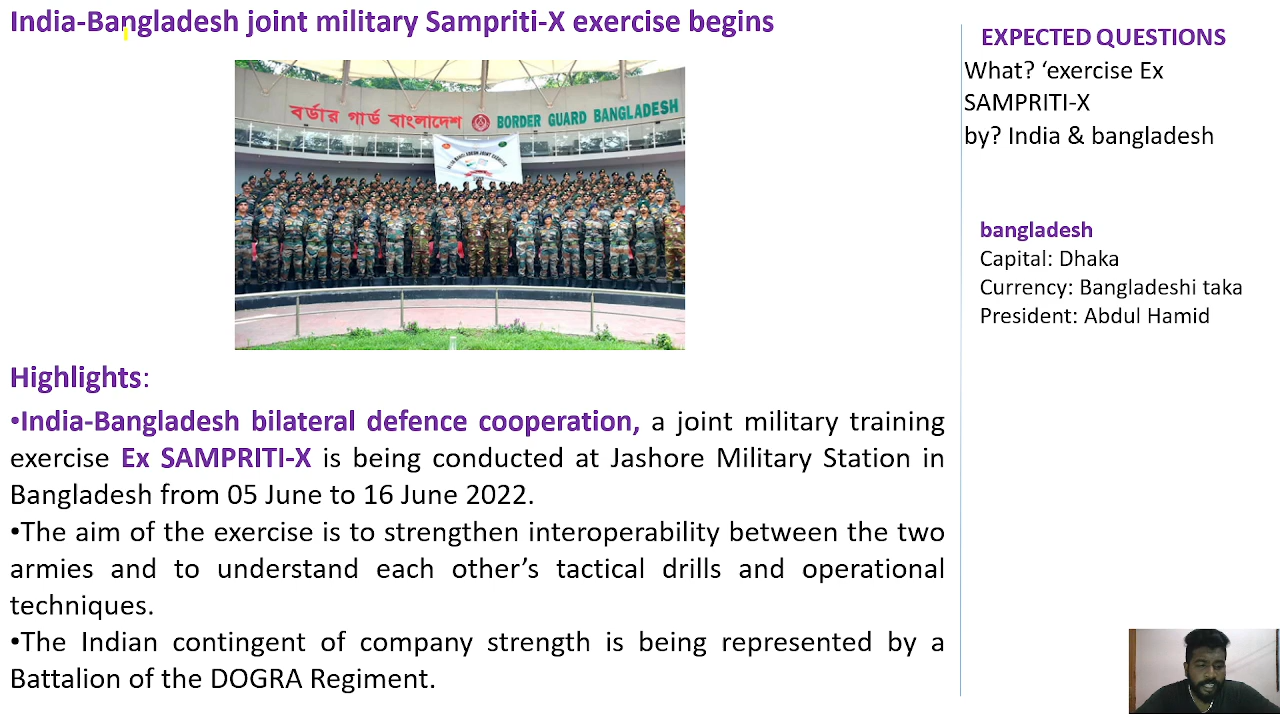 India-Bangladesh joint military Sampriti-X exercise begins
বর্ডার গার্ড বাংলাদেশ BORDER GUARD BANGLADESH
Highlights:
•India-Bangladesh bilateral defence cooperation, a joint military training
exercise Ex SAMPRITI-X is being conducted at Jashore Military Station in
Bangladesh from 05 June to 16 June 2022.
•The aim of the exercise is to strengthen interoperability between the two
armies and to understand each other’s tactical drills and operational
techniques.
•The Indian contingent of company strength is being represented by a
Battalion of the DOGRA Regiment.
EXPECTED QUESTIONS
What? ‘exercise Ex
SAMPRITI-X
by? India & bangladesh
bangladesh
Capital: Dhaka
Currency: Bangladeshi taka
President: Abdul Hamid